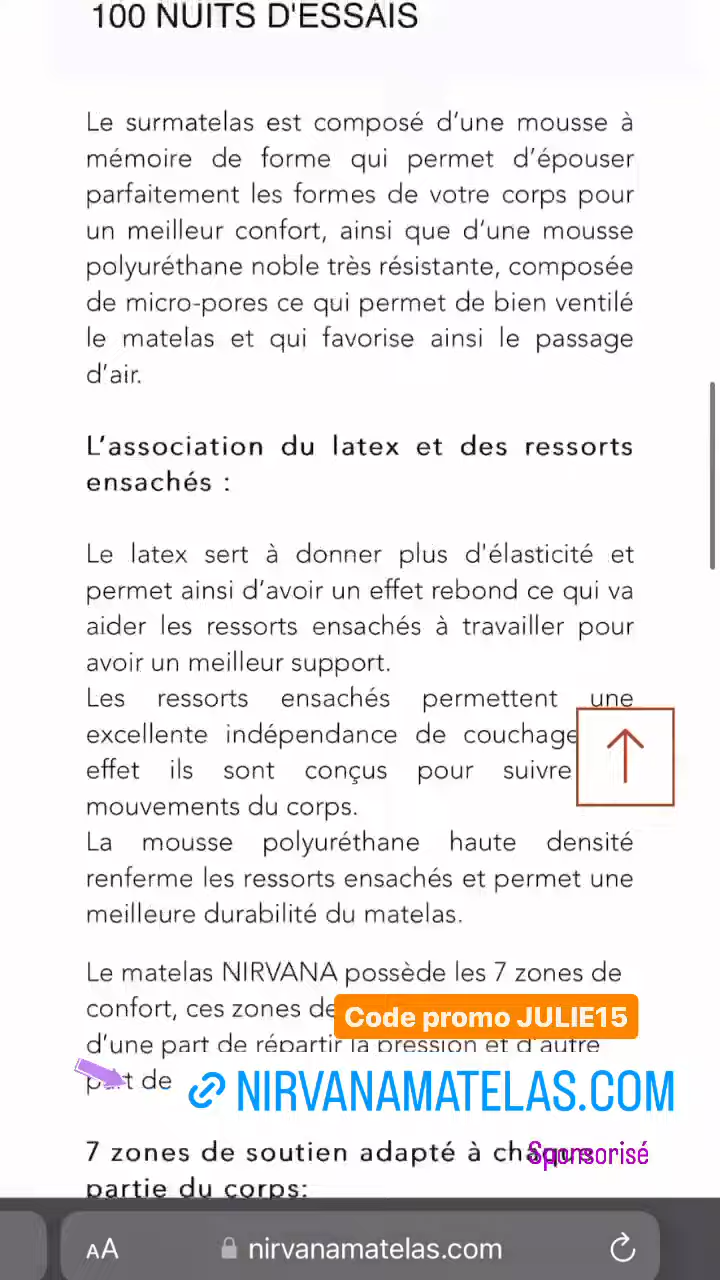 100 NUITS D'ESSAIS
Le surmatelas est composé d’une mousse à
mémoire de forme qui permet d’épouser
parfaitement les formes de votre corps pour
un meilleur confort, ainsi que d’une mousse
polyuréthane noble très résistante, composée
de micro-pores ce qui permet de bien ventilé
le matelas et qui favorise ainsi le passage
d’air.
L’association du latex et des ressorts
ensachés :
Le latex sert à donner plus d'élasticité et
permet ainsi d’avoir un effet rebond ce qui va
aider les ressorts ensachés à travailler pour
avoir un meilleur support.
Les ressorts ensachés permettent une
excellente indépendance de couchage
effet ils sont conçus pour suivre
mouvements du corps.
La mousse polyuréthane haute densité
renferme les ressorts ensachés et permet une
meilleure durabilité du matelas.
Le matelas NIRVANA possède les 7 zones de
confort, ces zones de
Code promo JULIE15
d’une part de répartir la pression et d’autre
part de
NIRVANAMATELAS.COM
7 zones de soutien adapté à chaque
Sponsorisé
partie du corps:
AA nirvanamatelas.com